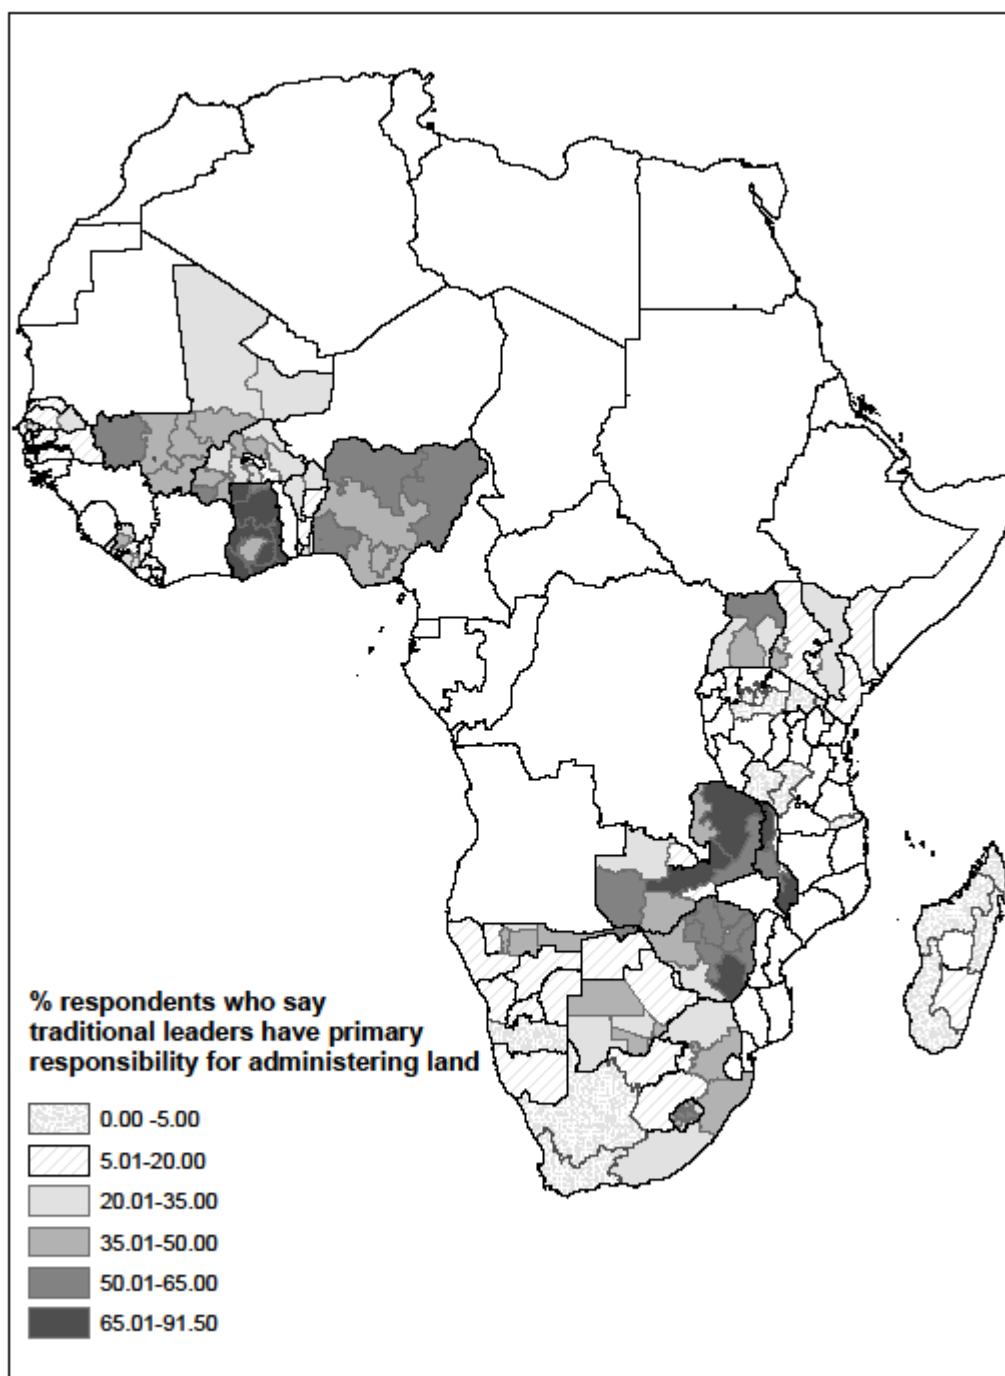 % respondents who say
traditional leaders have primary
responsibility for administering land
0.00 -5.00
5.01-20.00
20.01-35.00
35.01-50.00
50.01-65.00
65.01-91.50